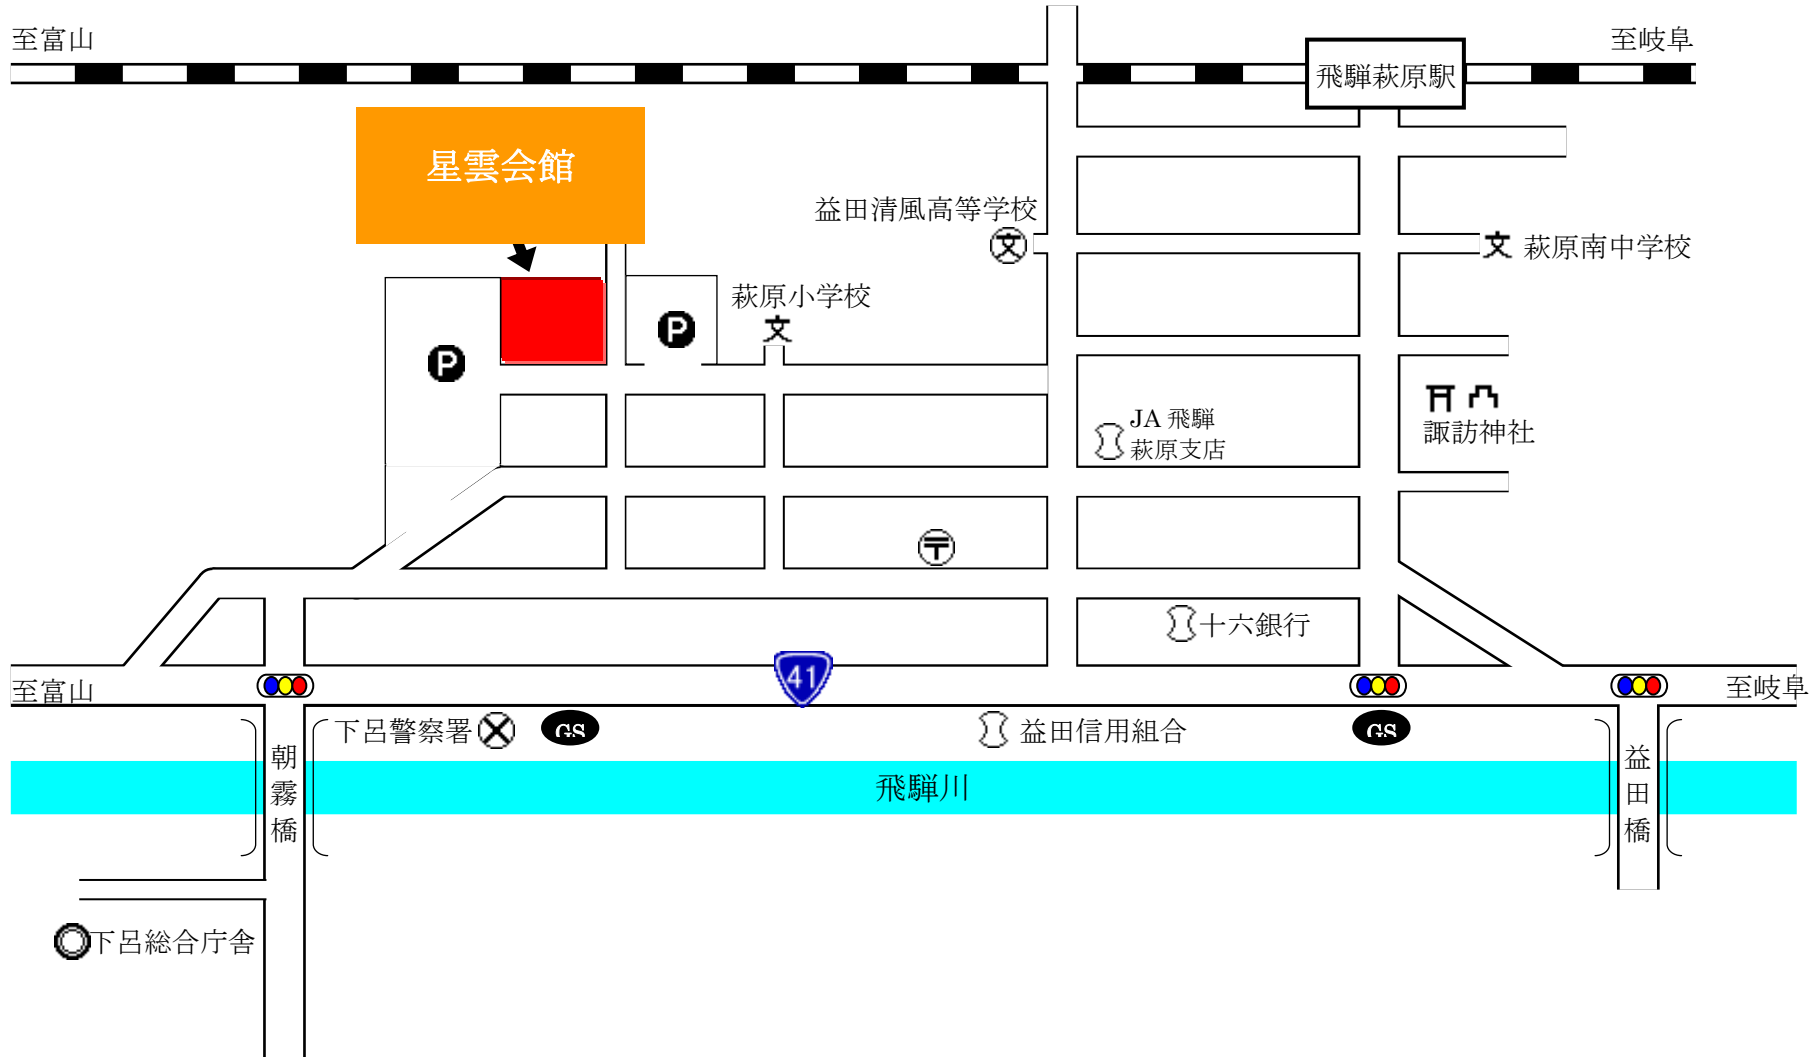 至富山
至岐阜
飛騨萩原駅
星雲会館
益田清風高等学校
文
文
萩原南中学校
萩原小学校
文
P
P
JA 飛騨
萩原支店
諏訪神社
〒
十六銀行
41
至富山
至岐阜
下呂警察署
GS
益田信用組合
GS
朝霧橋
益田橋
飛騨川
下呂総合庁舎